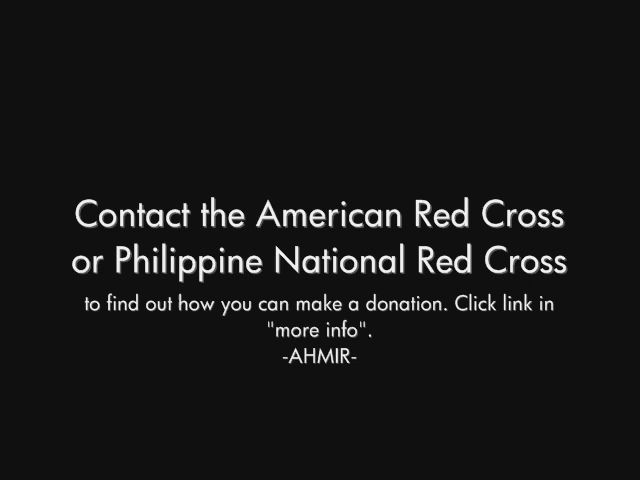 Contact the American Red Cross
or Philippine National Red Cross
to find out how you can make a donation. Click link in
"more info".
-AHMIR-